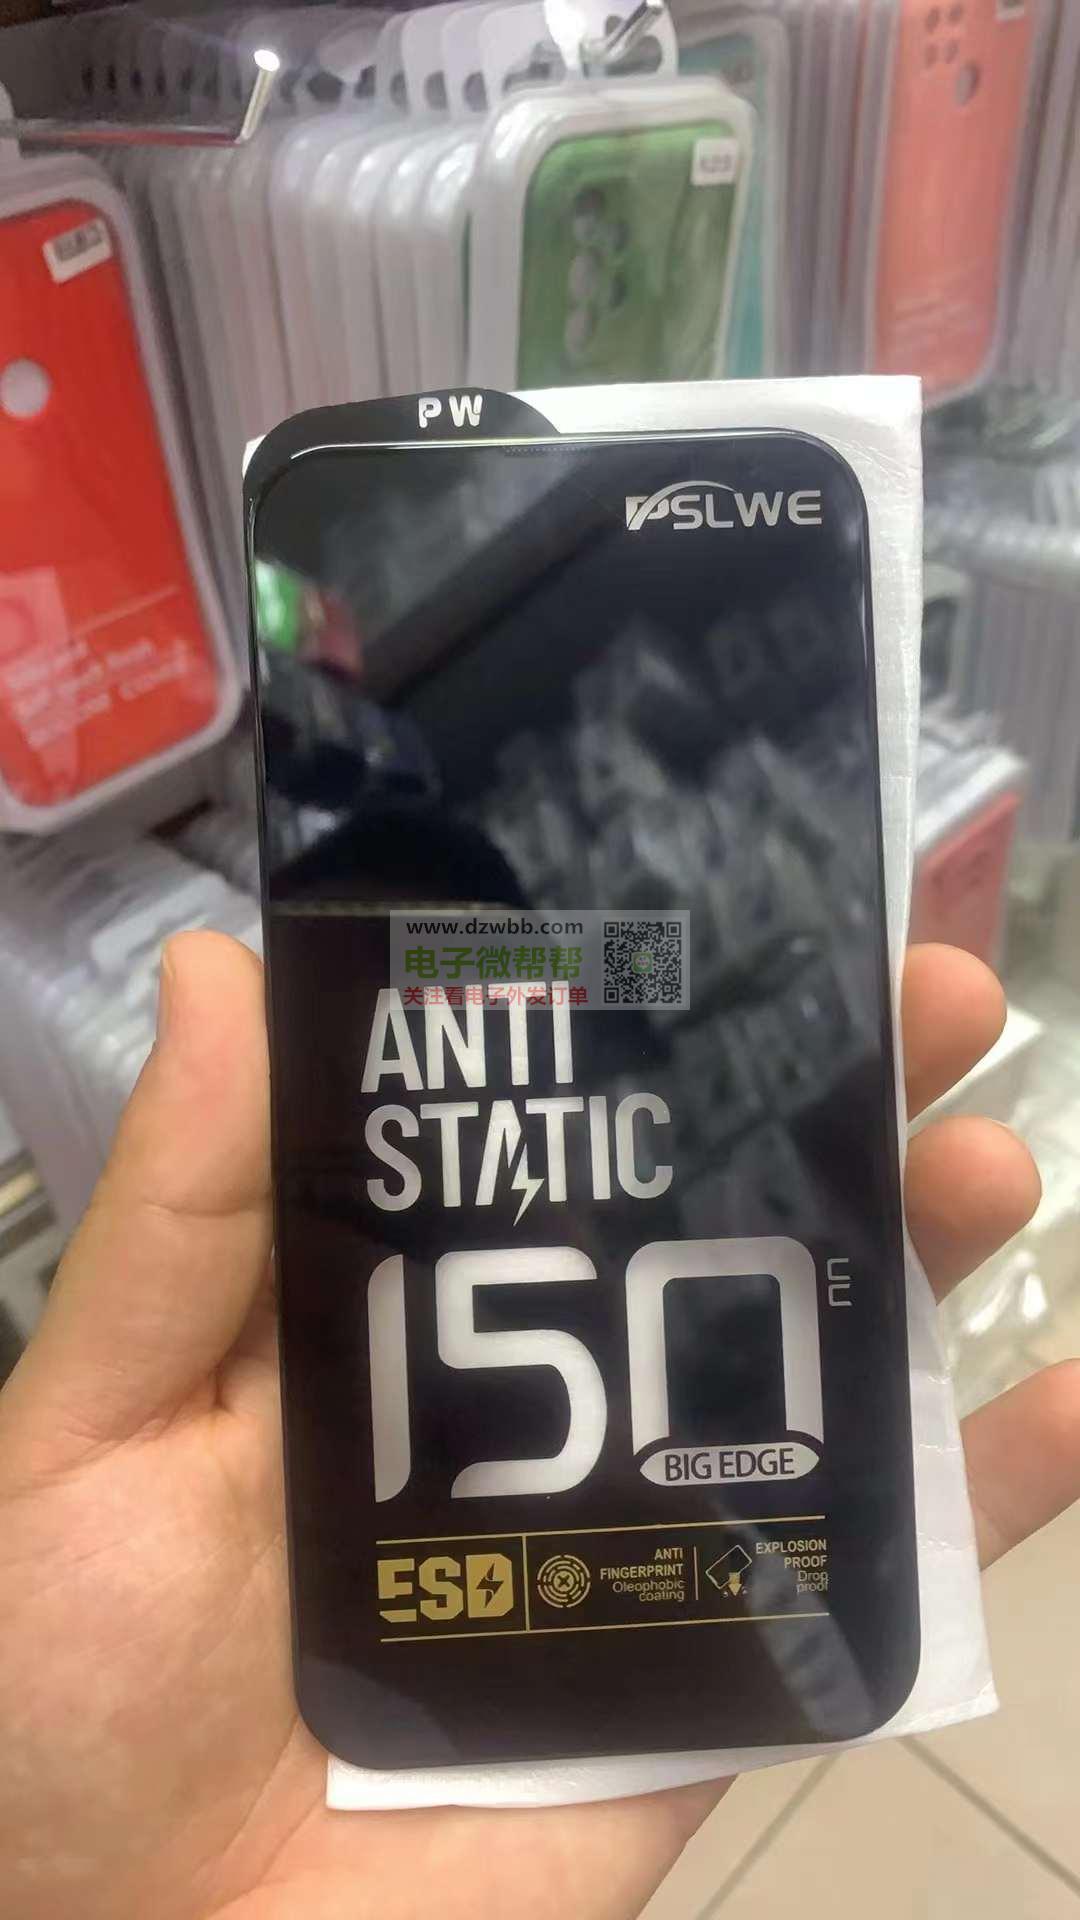 PW
PSLWE
www.dzwbb.com
电子微帮帮
关注看电子外发订单
ANTI
STATIC
150
BIG EDGE
ESD
ANTI
FINGERPRINT
Oleophobic
coating
EXPLOSION
PROOF
Drop
proof